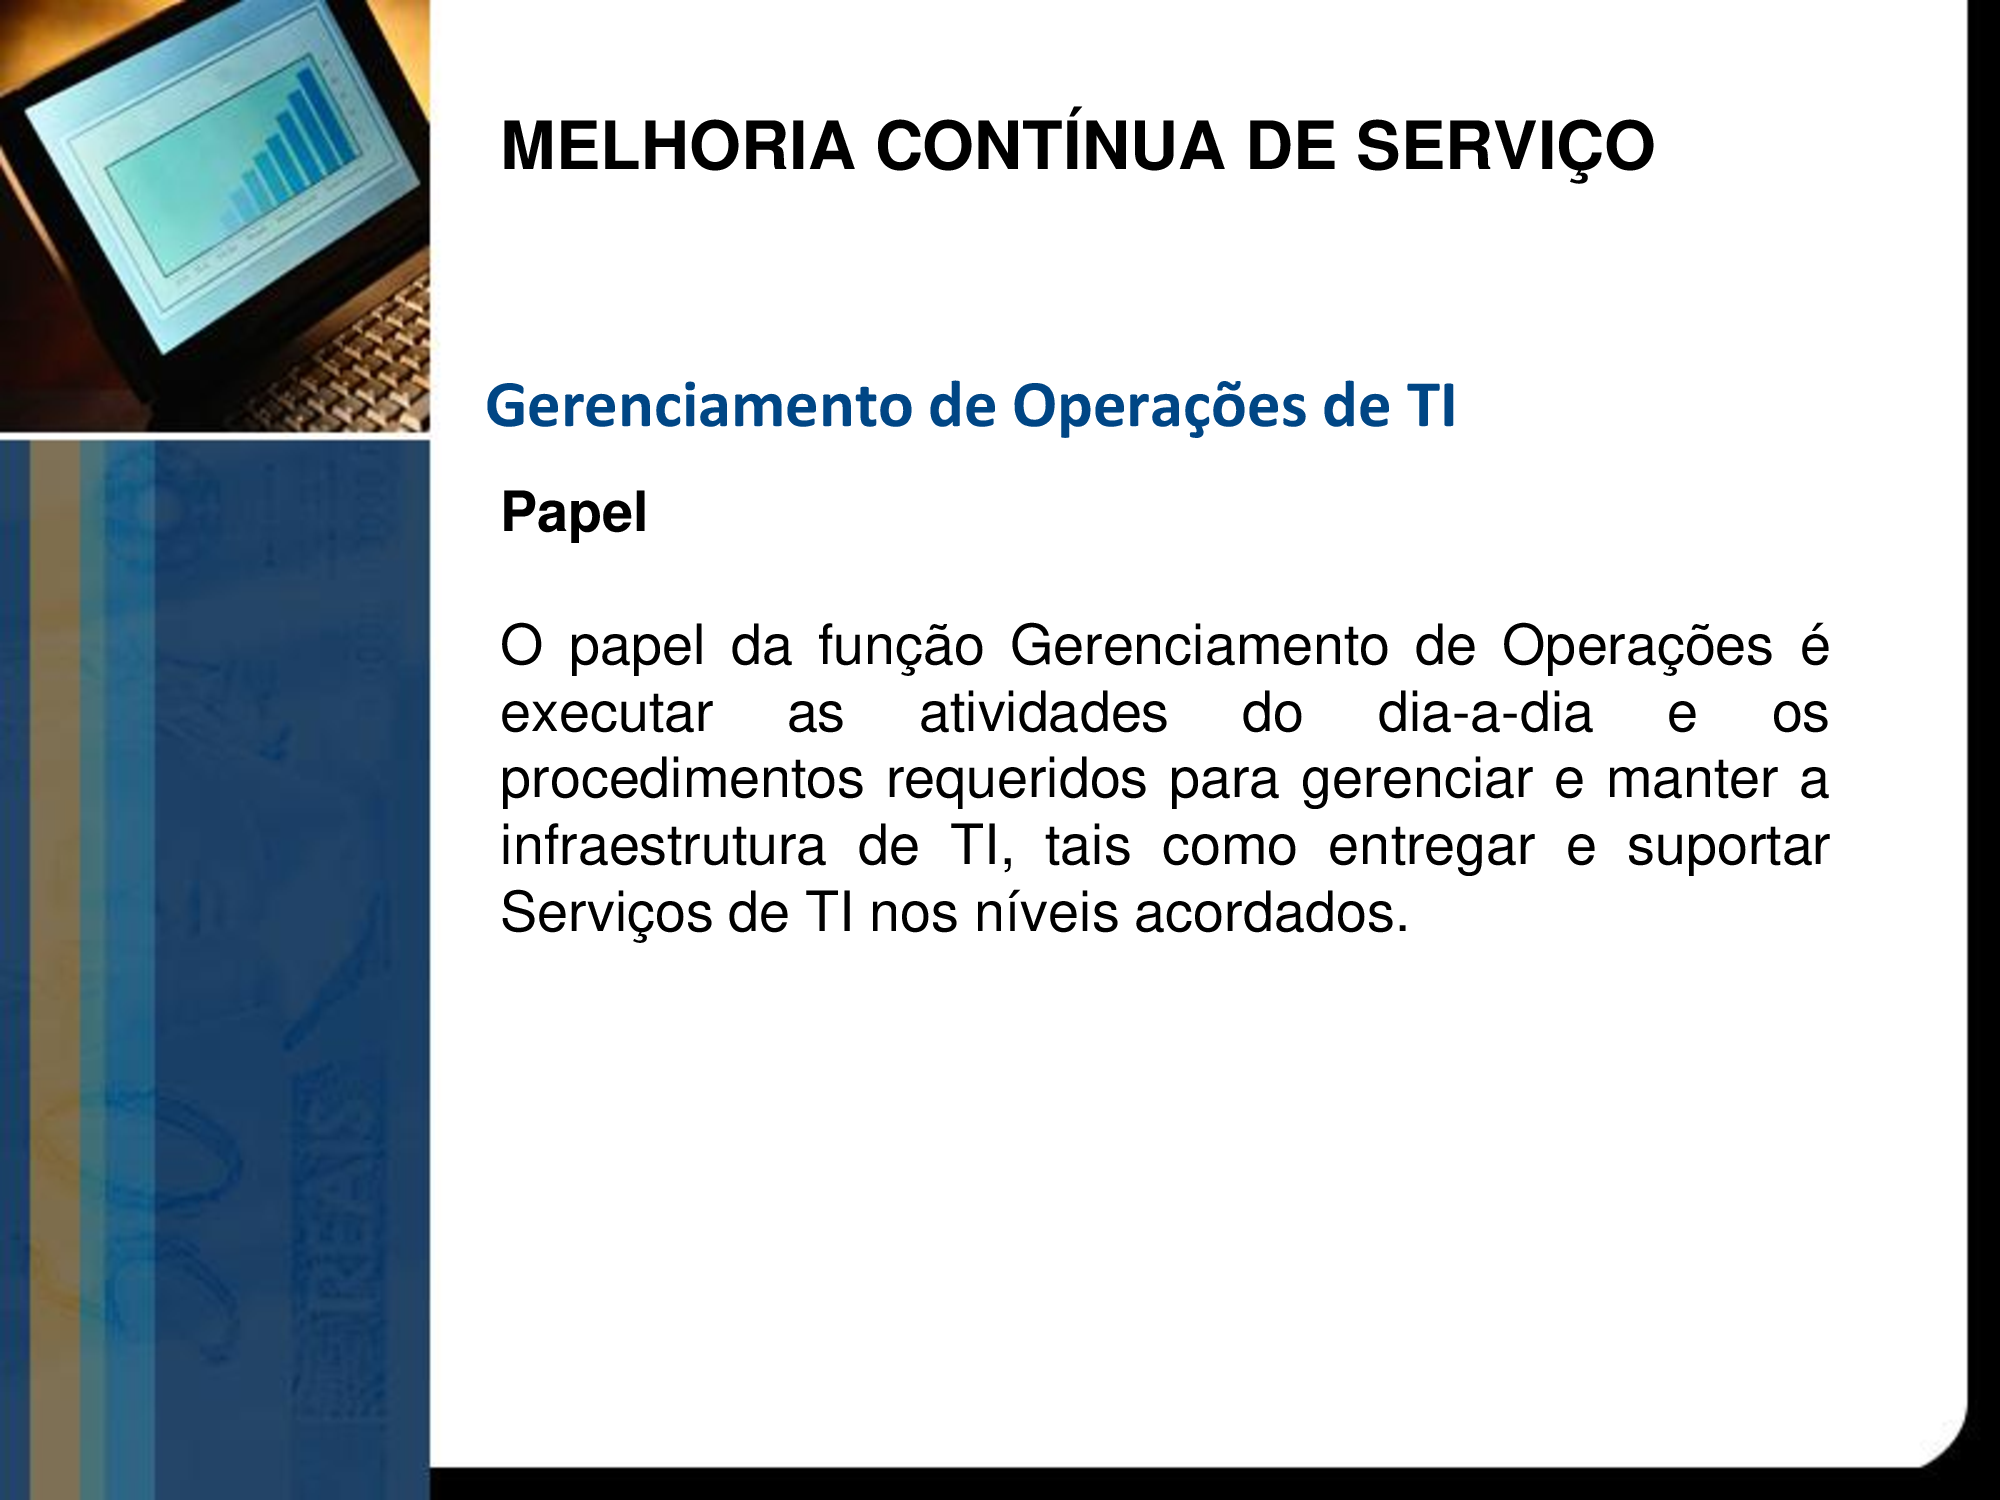 MELHORIA CONTÍNUA DE SERVIÇO
Gerenciamento de Operações de TI
Papel
O papel da função Gerenciamento de Operações é
executar as atividades do dia-a-dia e os
procedimentos requeridos para gerenciar e manter a
infraestrutura de TI, tais como entregar e suportar
Serviços de TI nos níveis acordados.
REAIS